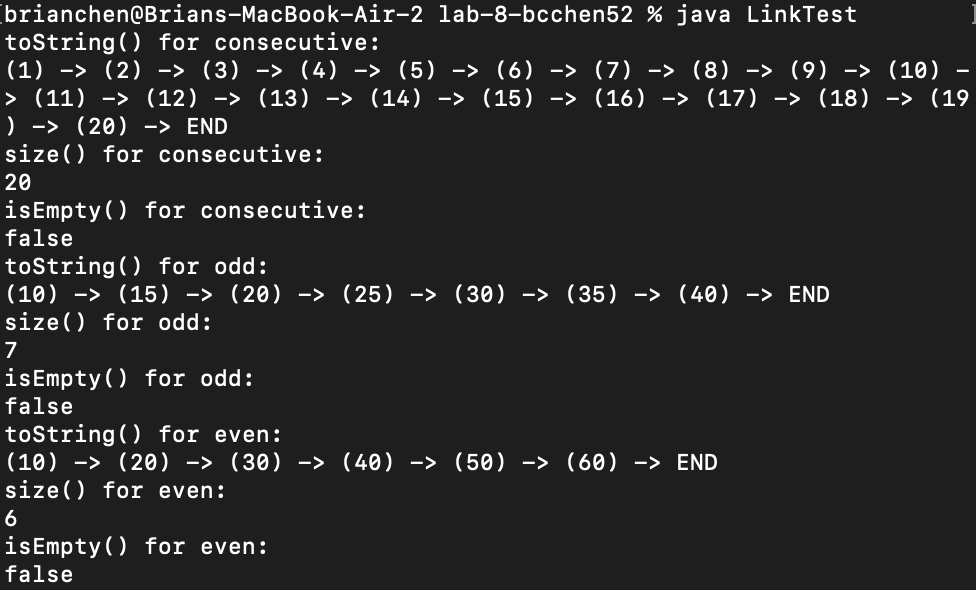 brianchen@Brians-MacBook-Air-2 lab-8-bcchen52 % java LinkTest
toString() for consecutive:
(1) -> (2) -> (3) -> (4) -> (5) -> (6) -> (7) -> (8) -> (9) -> (10) -
> (11) -> (12) -> (13) -> (14) -> (15) -> (16) -> (17) -> (18) -> (19
) -> (20) -> END
size() for consecutive:
20
isEmpty() for consecutive:
false
toString() for odd:
(10) -> (15) -> (20) -> (25) -> (30) -> (35) -> (40) -> END
size() for odd:
7
isEmpty() for odd:
false
toString() for even:
(10) -> (20) -> (30) -> (40) -> (50) -> (60) -> END
size() for even:
6
isEmpty() for even:
false